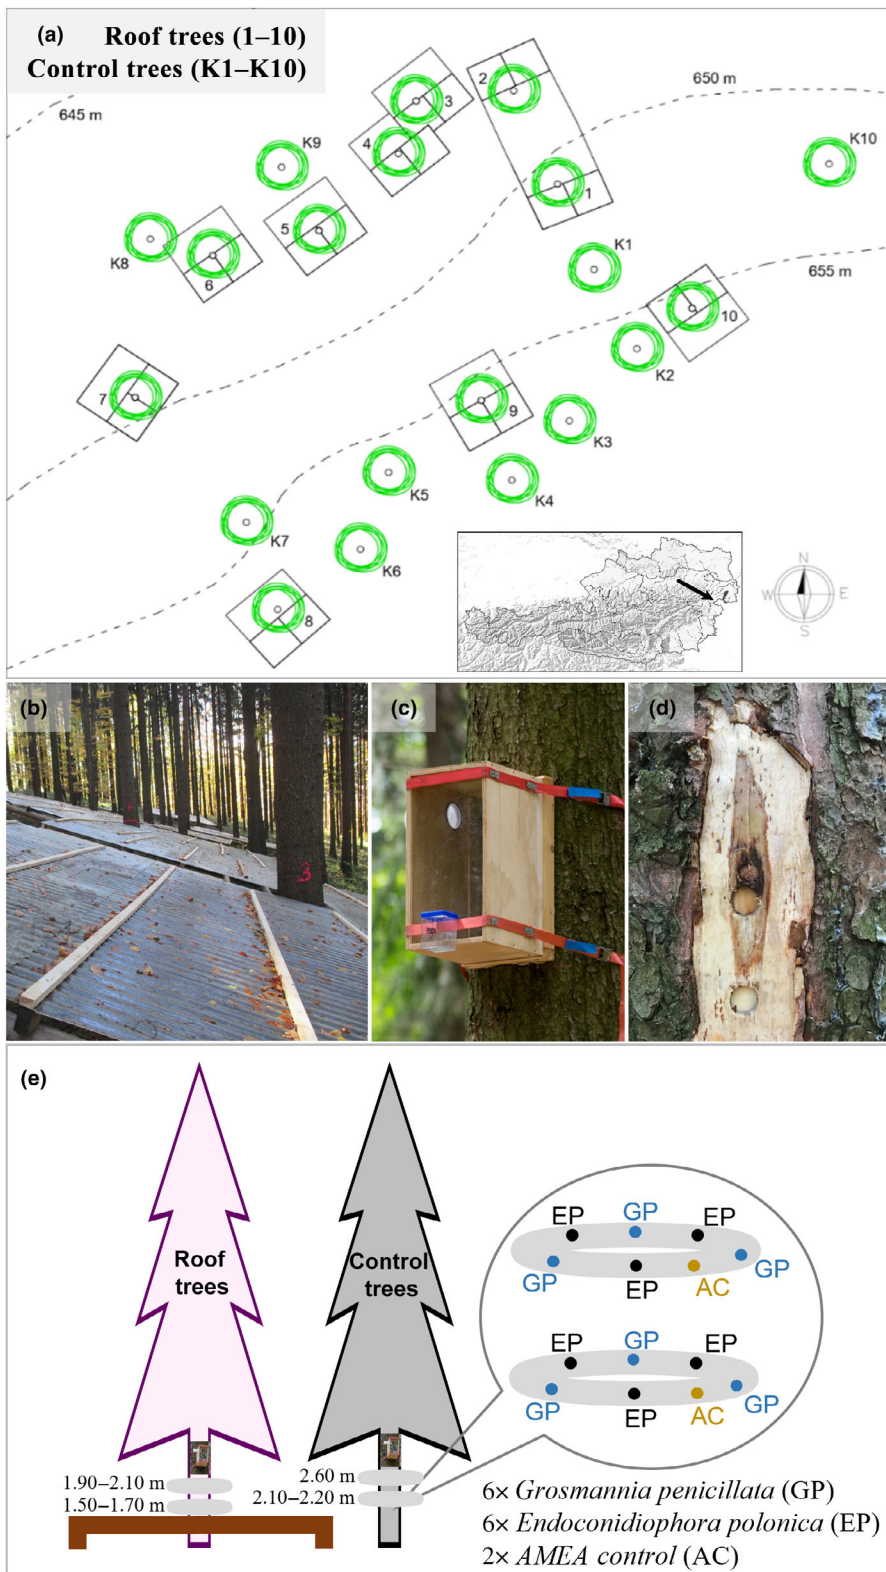 (a) Roof trees (1–10)
Control trees (K1–K10)
645 m
650 m
655 m
2
3
4
K9
K10
1
5
K8
6
K1
10
K2
7
9
K3
K5
K4
K7
K6
8
N
W E
S
(b)
3
(c)
(d)
(e)
Roof
trees
Control
trees
1.90–2.10 m
1.50–1.70 m
2.60 m
2.10–2.20 m
EP GP EP
GP EP AC GP
EP GP EP
GP EP AC GP
6× Grosmannia penicillata (GP)
6× Endoconidiophora polonica (EP)
2× AMEA control (AC)